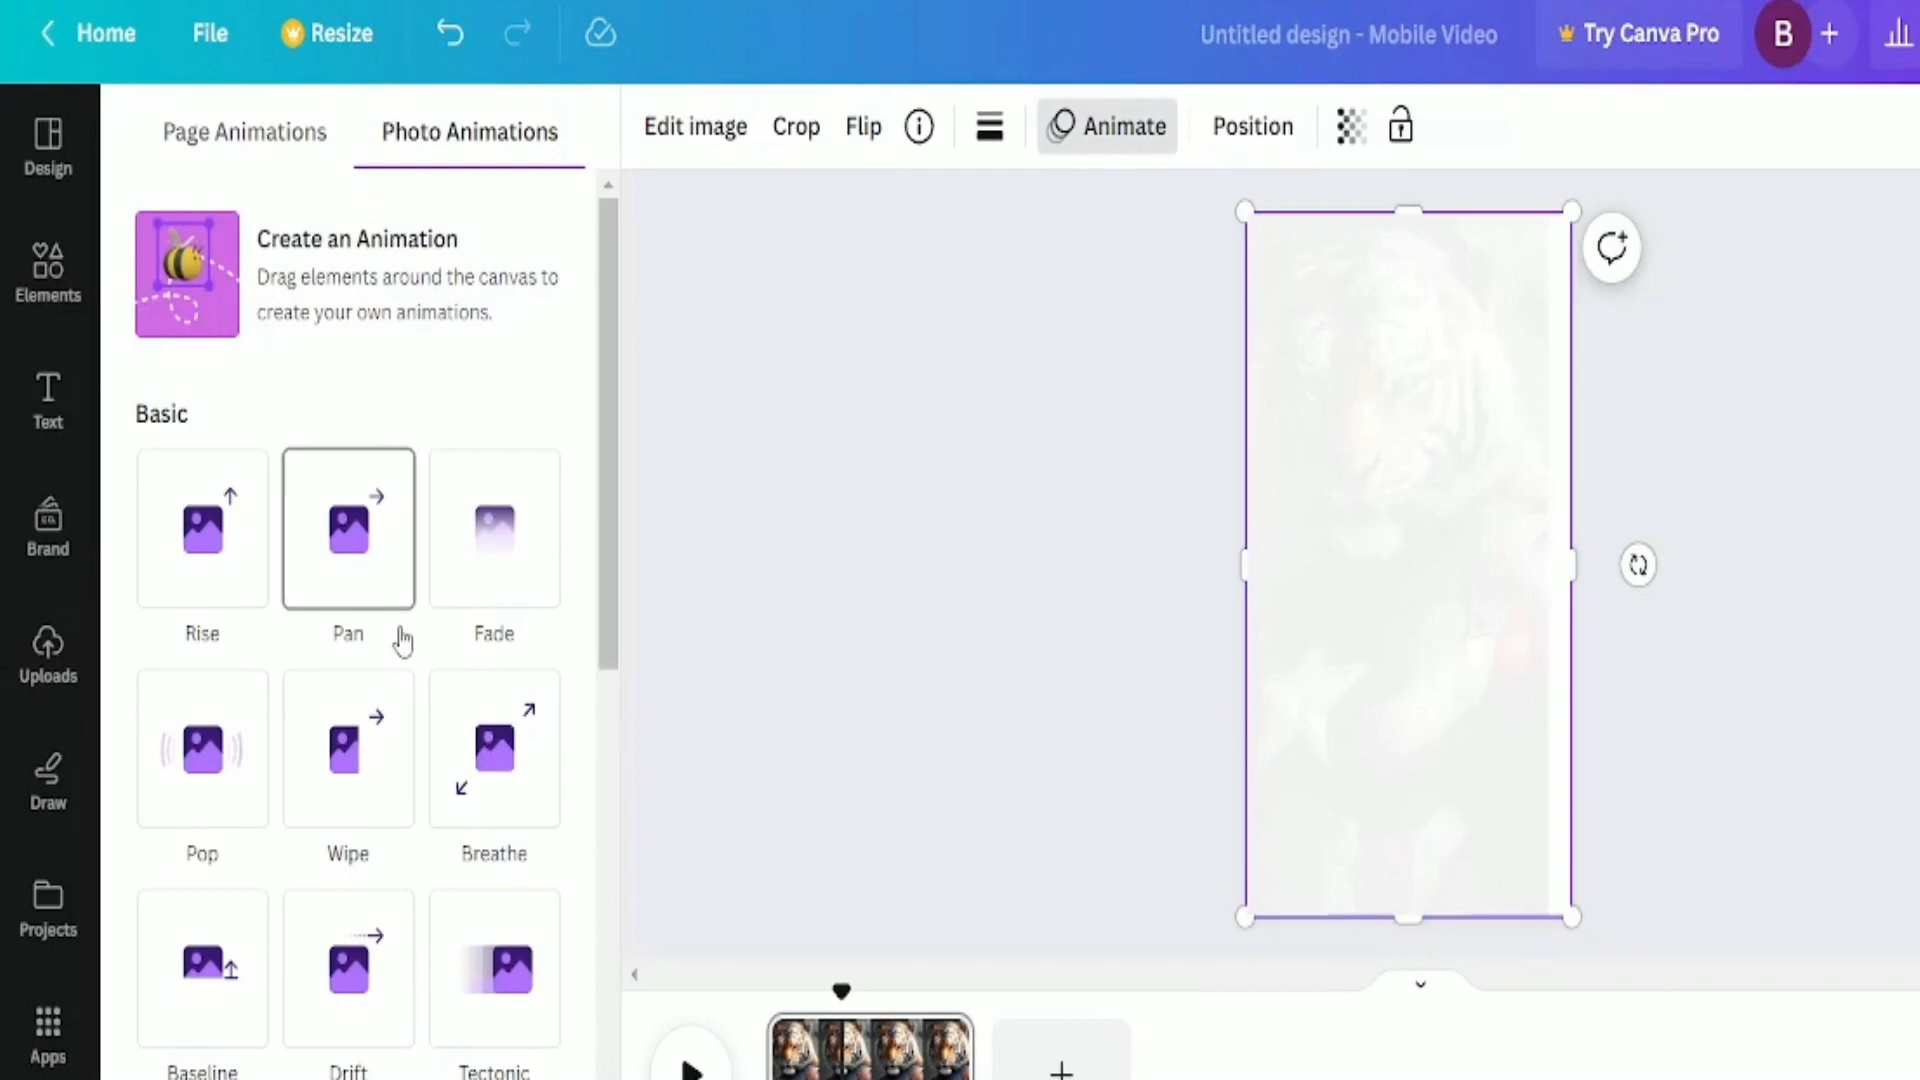 Home File Resize Untitled design - Mobile Video Try Canva Pro B +
Page Animations Photo Animations
Edit image Crop Flip Animate Position
Design
Elements
Text
Brand
Uploads
Draw
Projects
Apps
Create an Animation
Drag elements around the canvas to
create your own animations.
Basic
Rise Pan Fade
Pop Wipe Breathe
Baseline Drift Tectonic